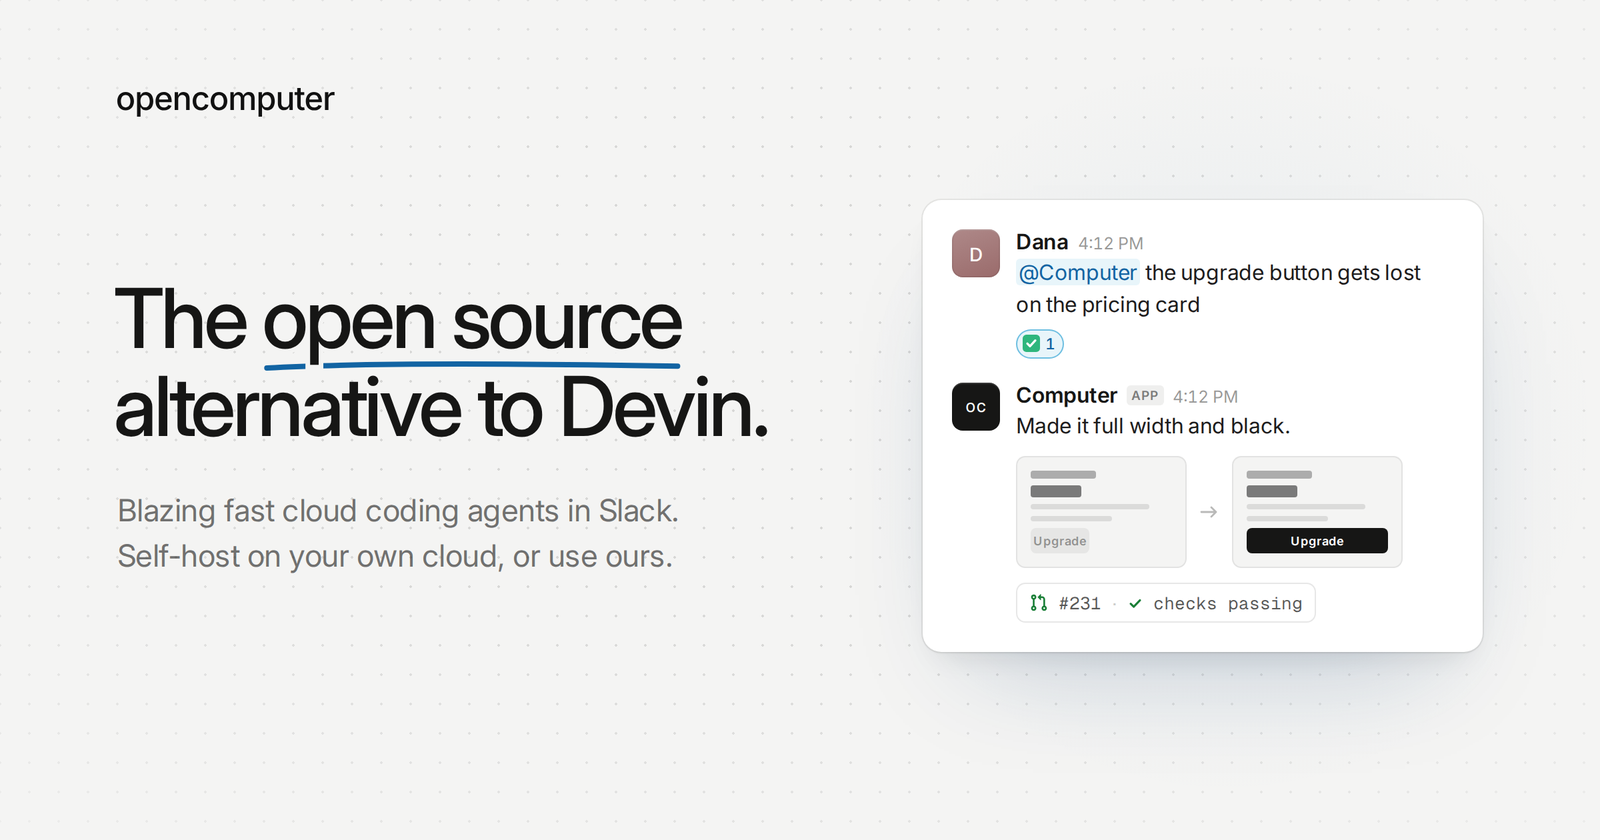 opencomputer
The open source
alternative to Devin.
Blazing fast cloud coding agents in Slack.
Self-host on your own cloud, or use ours.
D
Dana 4:12 PM
@Computer the upgrade button gets lost
on the pricing card
1
OC
Computer APP 4:12 PM
Made it full width and black.
Upgrade
Upgrade
#231 · checks passing